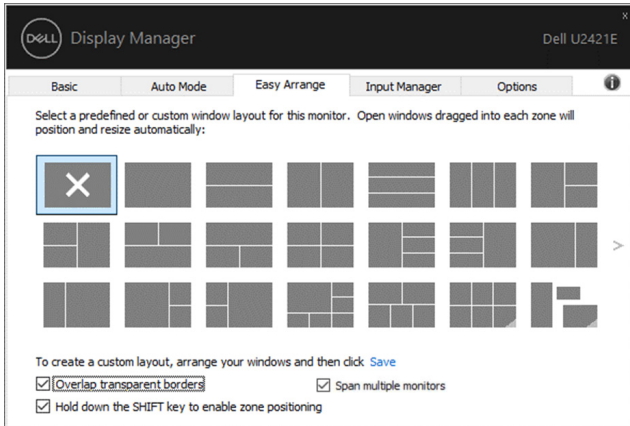 x
DELL Display Manager Dell U2421E
Basic Auto Mode Easy Arrange Input Manager Options i
Select a predefined or custom window layout for this monitor. Open windows dragged into each zone will
position and resize automatically:
>
To create a custom layout, arrange your windows and then click Save
Overlap transparent borders Span multiple monitors
Hold down the SHIFT key to enable zone positioning